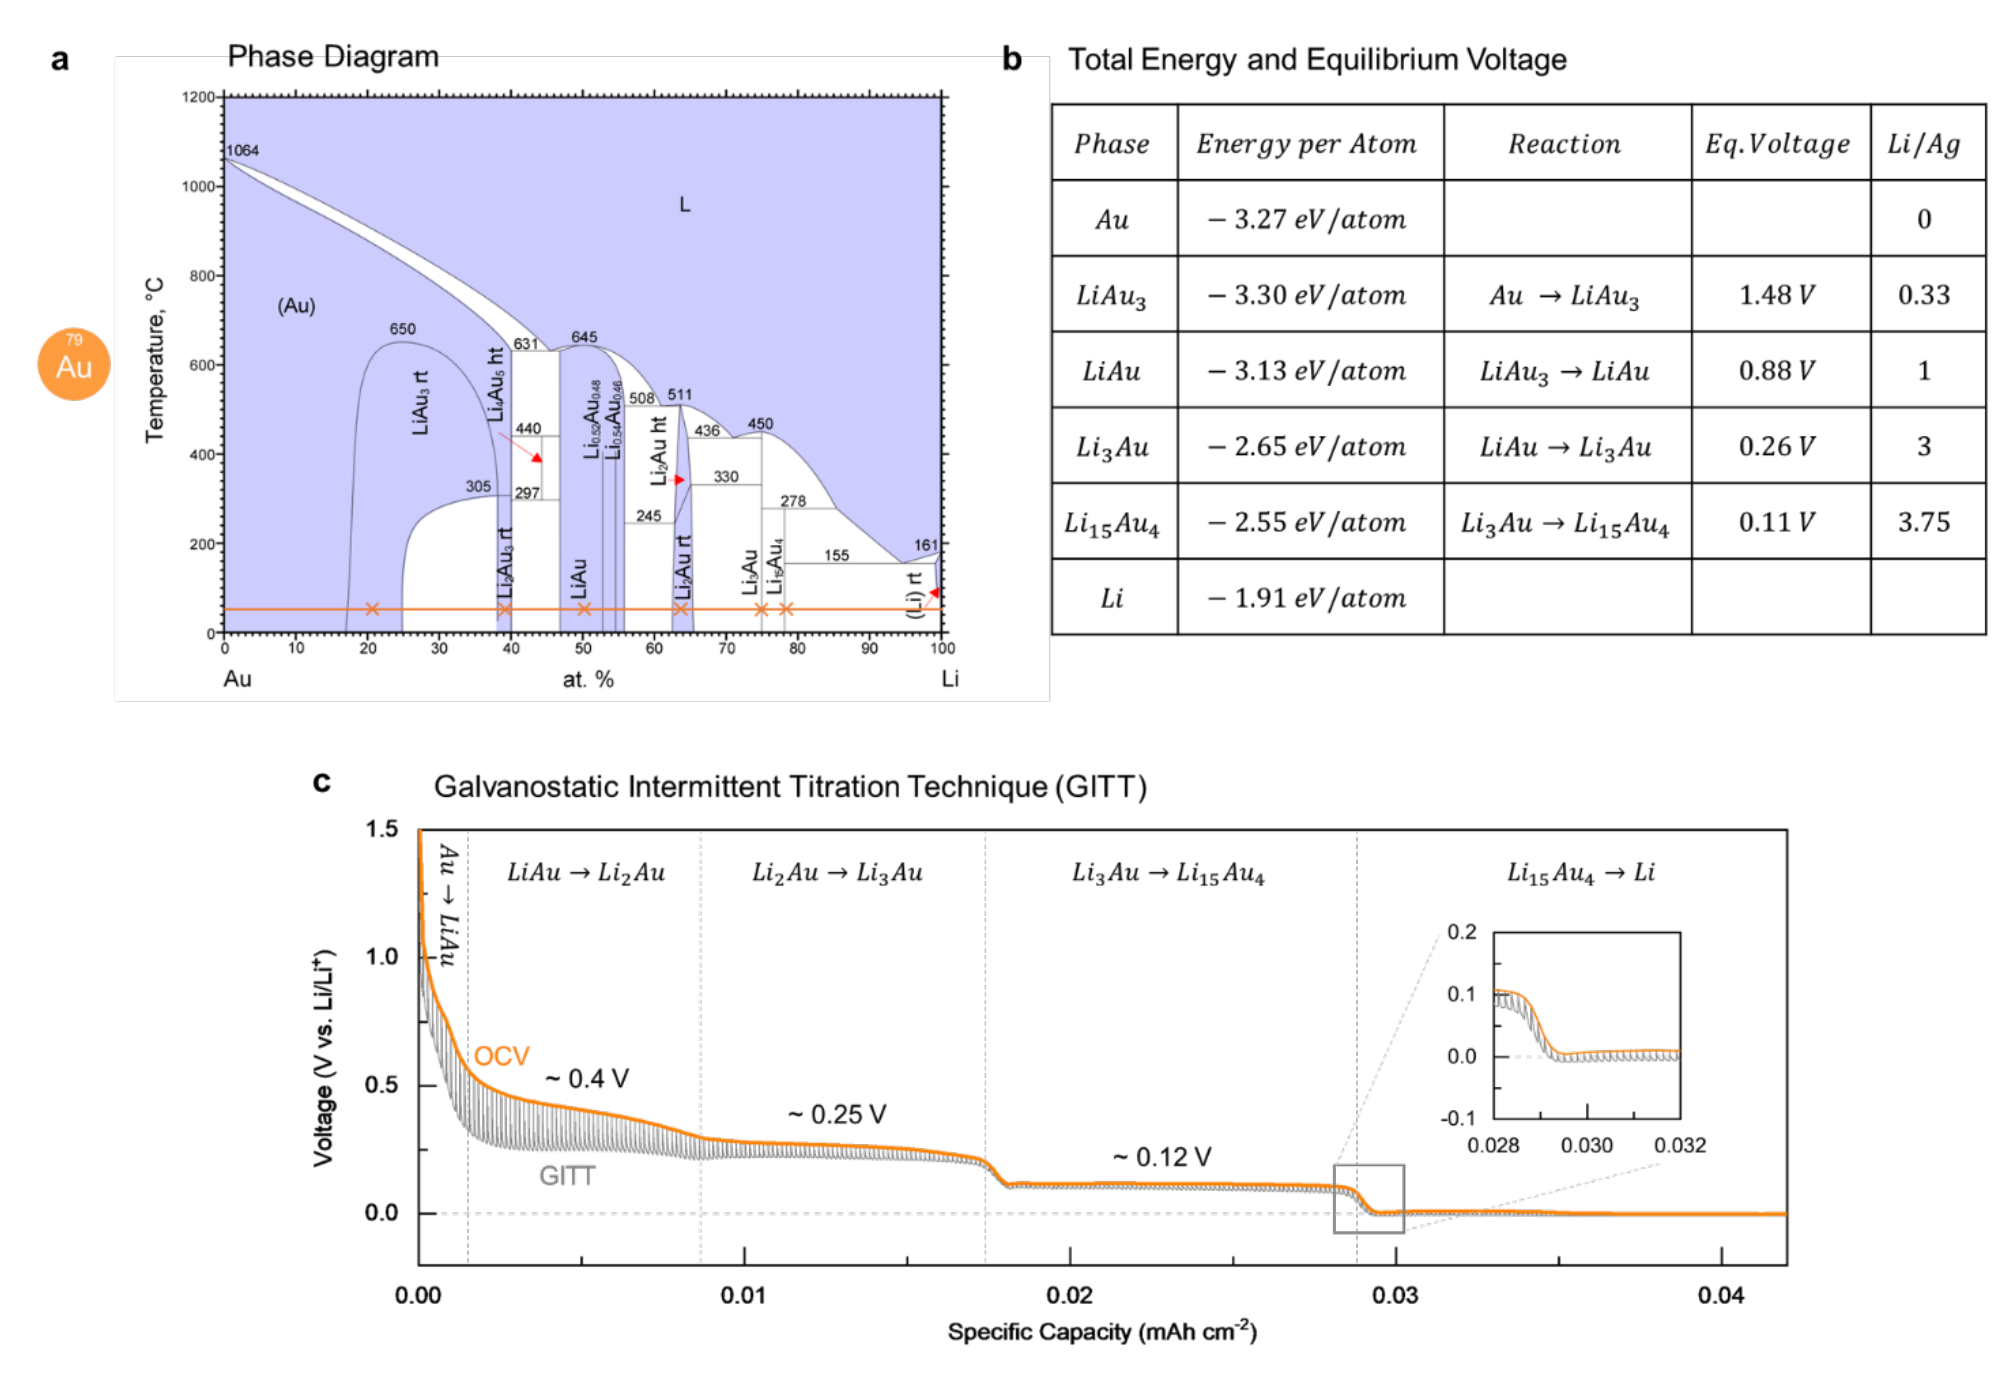 a
Phase Diagram
1200
1000
800
600
400
200
0
Temperature, °C
1064
L
(Au)
650
631
645
LiAu₃ rt
Li₄Au₅ ht
Li₀.₅₂Au₀.₄₈
Li₀.₅₄Au₀.₄₆
508
511
Li₂Au ht
450
440
436
305
297
330
278
245
161
155
Li₂Au₃ rt
LiAu
Li₂Au rt
Li₃Au
Li₁₅Au₄
(Li) rt
0 10 20 30 40 50 60 70 80 90 100
Au at. % Li
79
Au
b
Total Energy and Equilibrium Voltage
Phase Energy per Atom Reaction Eq.Voltage Li/Ag
Au − 3.27 eV/atom 0
LiAu₃ − 3.30 eV/atom Au → LiAu₃ 1.48 V 0.33
LiAu − 3.13 eV/atom LiAu₃ → LiAu 0.88 V 1
Li₃Au − 2.65 eV/atom LiAu → Li₃Au 0.26 V 3
Li₁₅Au₄ − 2.55 eV/atom Li₃Au → Li₁₅Au₄ 0.11 V 3.75
Li − 1.91 eV/atom
c
Galvanostatic Intermittent Titration Technique (GITT)
1.5
1.0
0.5
0.0
Voltage (V vs. Li/Li⁺)
Au → LiAu
LiAu → Li₂Au
Li₂Au → Li₃Au
Li₃Au → Li₁₅Au₄
Li₁₅Au₄ → Li
OCV
~ 0.4 V
~ 0.25 V
~ 0.12 V
GITT
0.2
0.1
0.0
-0.1
0.028 0.030 0.032
0.00 0.01 0.02 0.03 0.04
Specific Capacity (mAh cm⁻²)